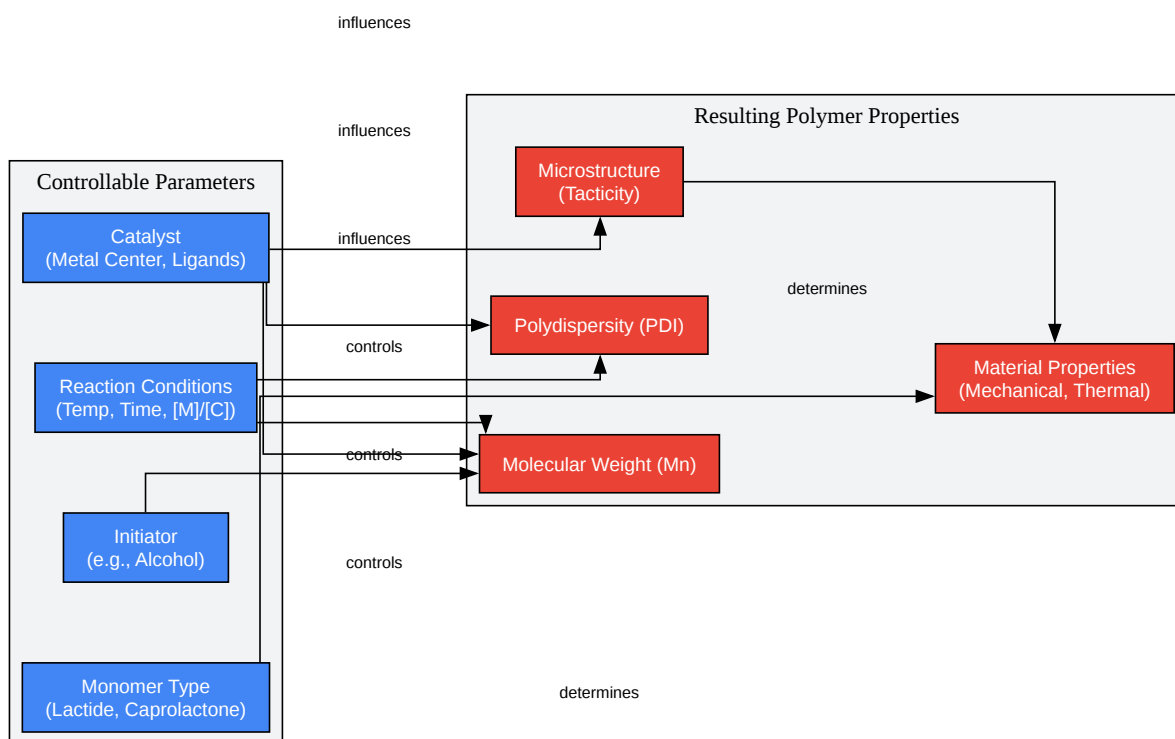 influences
influences
Resulting Polymer Properties
Controllable Parameters
Microstructure
(Tacticity)
Catalyst
(Metal Center, Ligands)
influences
determines
Polydispersity (PDI)
controls
Reaction Conditions
(Temp, Time, [M]/[C])
Material Properties
(Mechanical, Thermal)
controls
Molecular Weight (Mn)
Initiator
(e.g., Alcohol)
controls
Monomer Type
(Lactide, Caprolactone)
determines